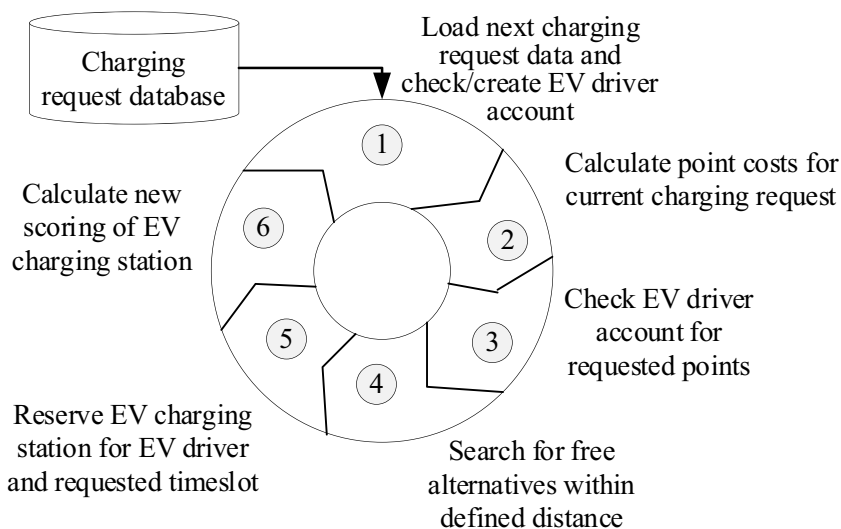 Charging
request database
Load next charging
request data and
check/create EV driver
account
1
Calculate point costs for
current charging request
2
Check EV driver
account for
requested points
3
Search for free
alternatives within
defined distance
4
Reserve EV charging
station for EV driver
and requested timeslot
5
Calculate new
scoring of EV
charging station
6